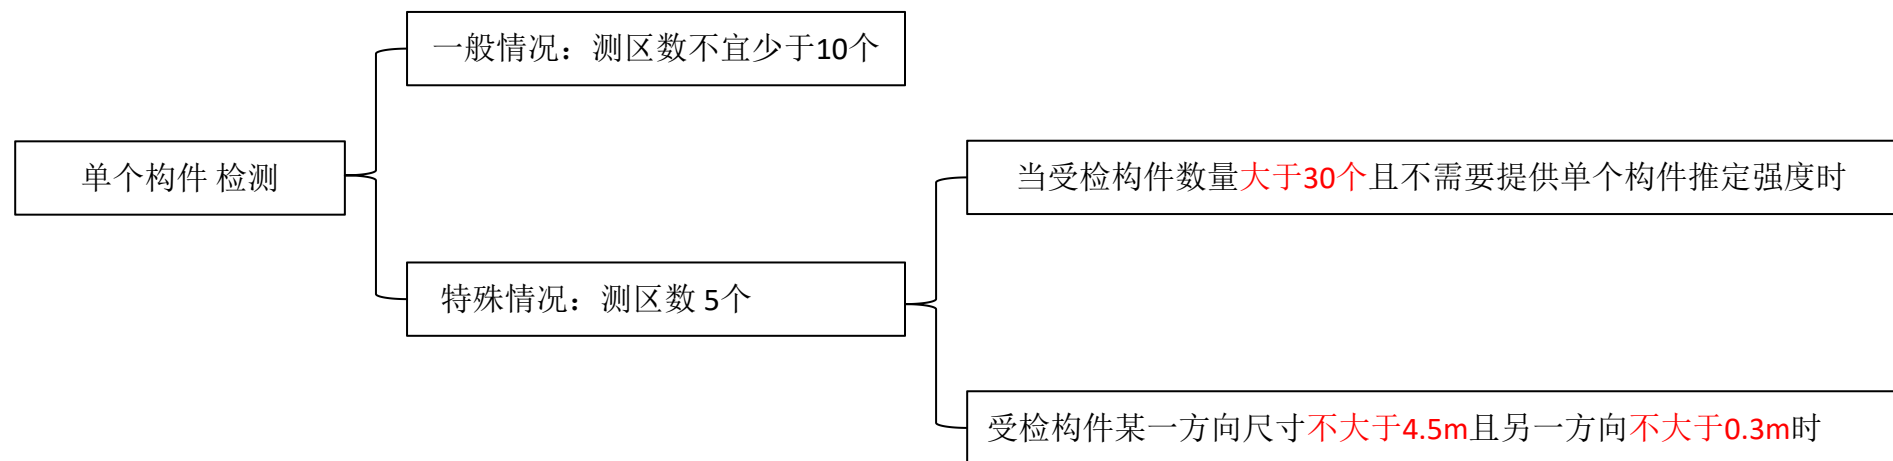 一般情况：测区数不宜少于10个
单个构件 检测
当受检构件数量大于30个且不需要提供单个构件推定强度时
特殊情况：测区数 5个
受检构件某一方向尺寸不大于4.5m且另一方向不大于0.3m时